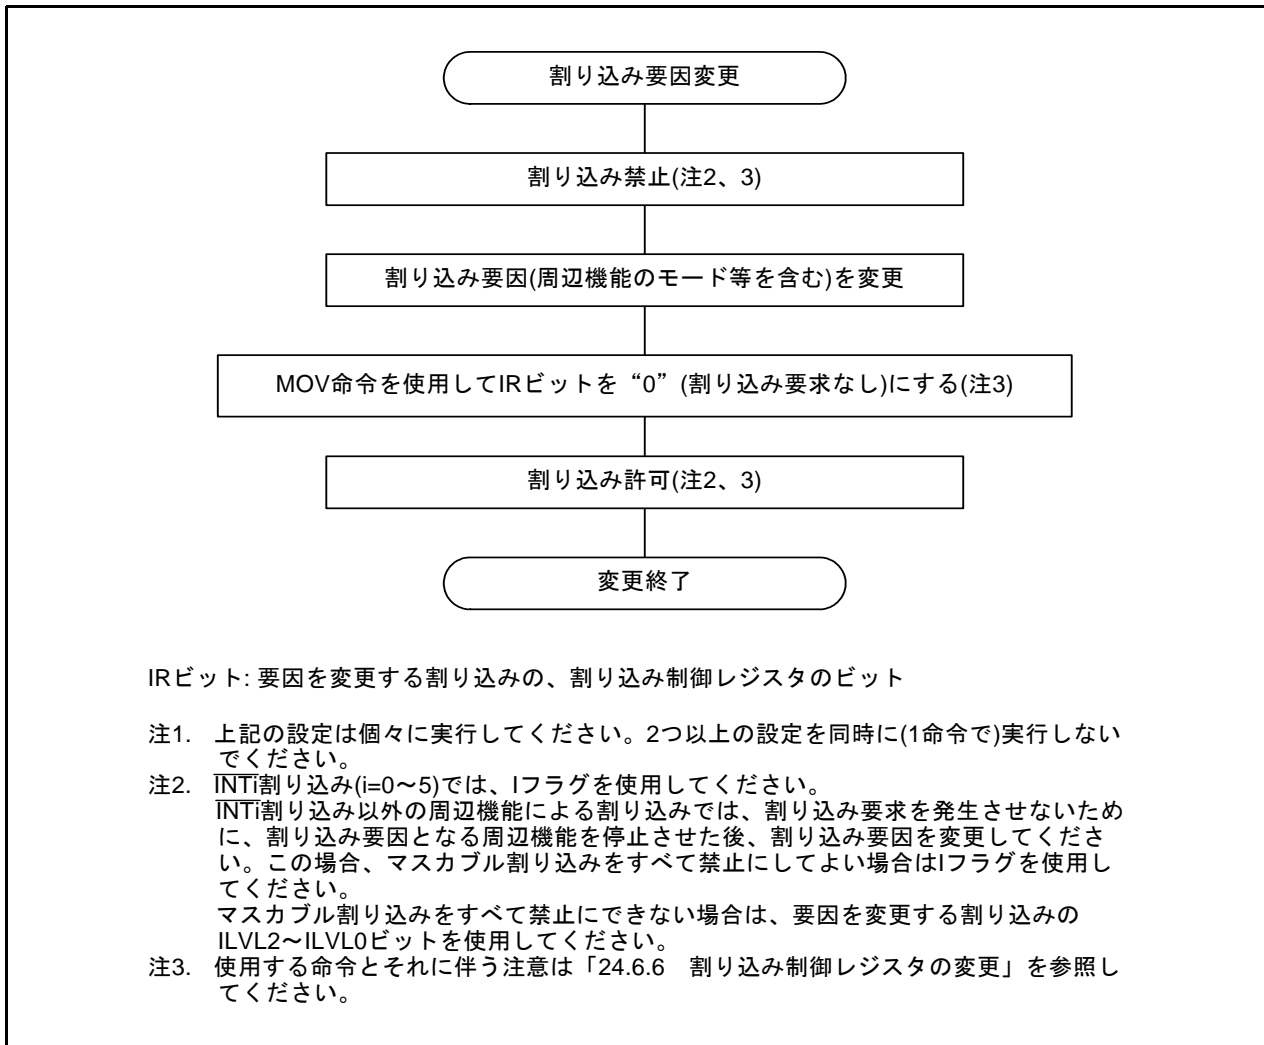 割り込み要因変更
割り込み禁止(注2、3)
割り込み要因(周辺機能のモード等を含む)を変更
MOV命令を使用してIRビットを“0”(割り込み要求なし)にする(注3)
割り込み許可(注2、3)
変更終了
IRビット: 要因を変更する割り込みの、割り込み制御レジスタのビット
注1. 上記の設定は個々に実行してください。2つ以上の設定を同時に(1命令で)実行しない
でください。
注2. INTi割り込み(i=0～5)では、Iフラグを使用してください。
INTi割り込み以外の周辺機能による割り込みでは、割り込み要求を発生させないため
に、割り込み要因となる周辺機能を停止させた後、割り込み要因を変更してくださ
い。この場合、マスカブル割り込みをすべて禁止にしてよい場合はIフラグを使用し
てください。
マスカブル割り込みをすべて禁止にできない場合は、要因を変更する割り込みの
ILVL2～ILVL0ビットを使用してください。
注3. 使用する命令とそれに伴う注意は「24.6.6 割り込み制御レジスタの変更」を参照し
てください。